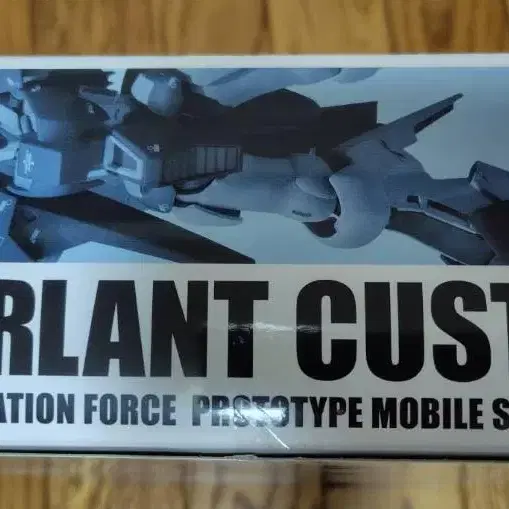 RLANT CUST
ATION FORCE PROTOTYPE MOBILE S